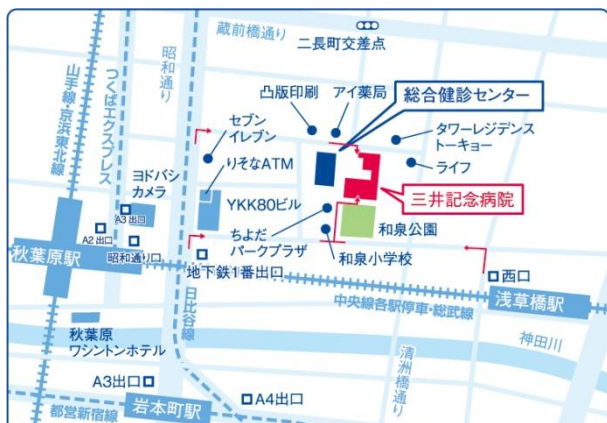 蔵前橋通り
二長町交差点
昭和通り
つくばエクスプレス
山手線・京浜東北線
凸版印刷
アイ薬局
総合健診センター
セブン
イレブン
タワーレジデンス
トーキョー
りそなATM
ライフ
ヨドバシ
カメラ
YKK80ビル
三井記念病院
A3出口
A2出口
ちよだ
パークプラザ
和泉公園
秋葉原駅
昭和通り口
地下鉄1番出口
和泉小学校
西口
中央線各駅停車・総武線
浅草橋駅
日比谷線
秋葉原
ワシントンホテル
神田川
清洲橋通り
A3出口
A4出口
岩本町駅
都営新宿線